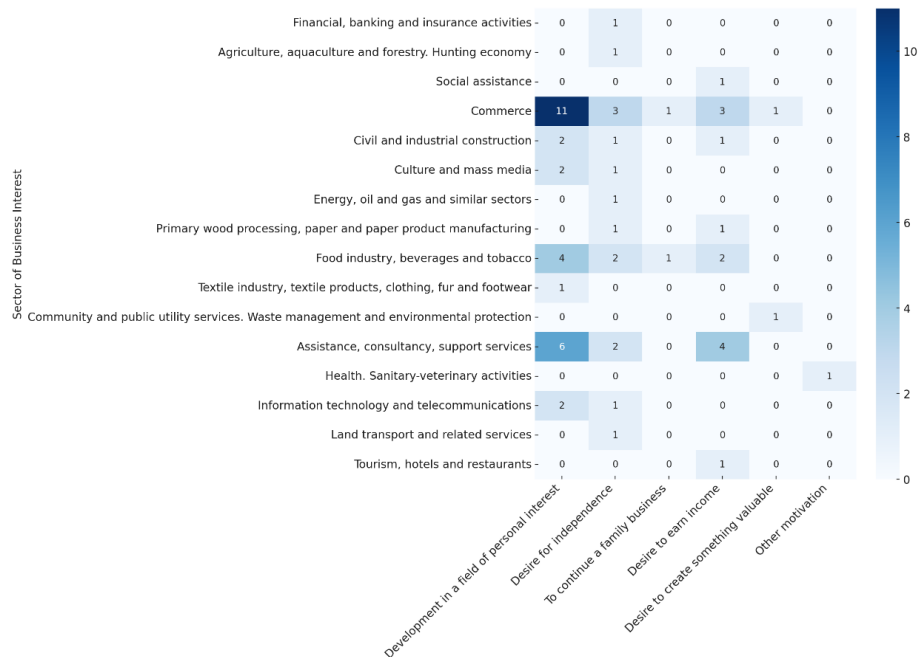 Sector of Business Interest
Financial, banking and insurance activities 0 1 0 0 0 0
Agriculture, aquaculture and forestry. Hunting economy 0 1 0 0 0 0
Social assistance 0 0 0 1 0 0
Commerce 11 3 1 3 1 0
Civil and industrial construction 2 1 0 1 0 0
Culture and mass media 2 1 0 0 0 0
Energy, oil and gas and similar sectors 0 1 0 0 0 0
Primary wood processing, paper and paper product manufacturing 0 1 0 1 0 0
Food industry, beverages and tobacco 4 2 1 2 0 0
Textile industry, textile products, clothing, fur and footwear 1 0 0 0 0 0
Community and public utility services. Waste management and environmental protection 0 0 0 0 1 0
Assistance, consultancy, support services 6 2 0 4 0 0
Health. Sanitary-veterinary activities 0 0 0 0 0 1
Information technology and telecommunications 2 1 0 0 0 0
Land transport and related services 0 1 0 0 0 0
Tourism, hotels and restaurants 0 0 0 1 0 0
Development in a field of personal interest
Desire for independence
To continue a family business
Desire to earn income
Desire to create something valuable
Other motivation
10
8
6
4
2
0